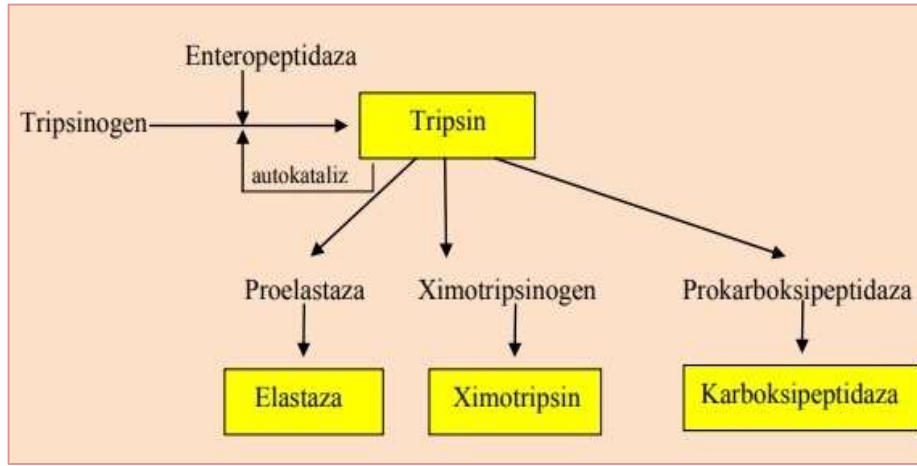 Enteropeptidaza
Tripsinogen
Tripsin
autokataliz
Proelastaza
Ximotripsinogen
Prokarboksipeptidaza
Elastaza
Ximotripsin
Karboksipeptidaza